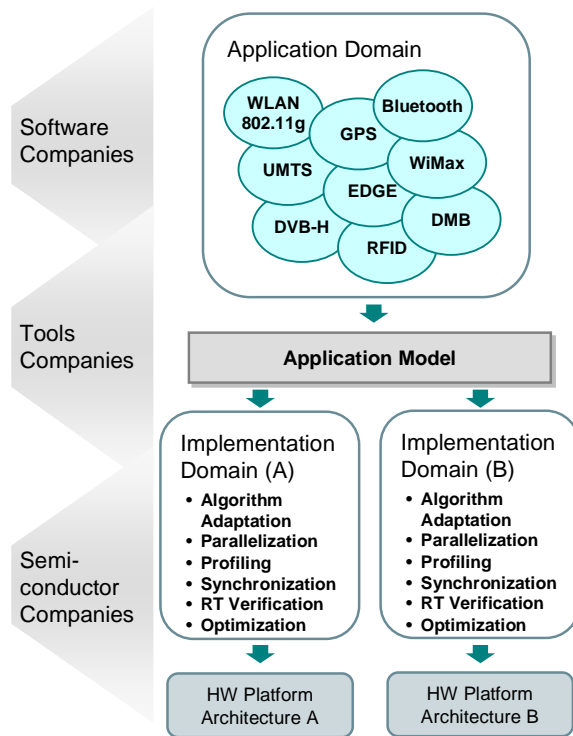 Application Domain
WLAN
802.11g
Bluetooth
GPS
UMTS
WiMax
EDGE
DVB-H
DMB
RFID
Software
Companies
Tools
Companies
Application Model
Implementation
Domain (A)
• Algorithm
Adaptation
• Parallelization
• Profiling
• Synchronization
• RT Verification
• Optimization
Implementation
Domain (B)
• Algorithm
Adaptation
• Parallelization
• Profiling
• Synchronization
• RT Verification
• Optimization
Semi-
conductor
Companies
HW Platform
Architecture A
HW Platform
Architecture B